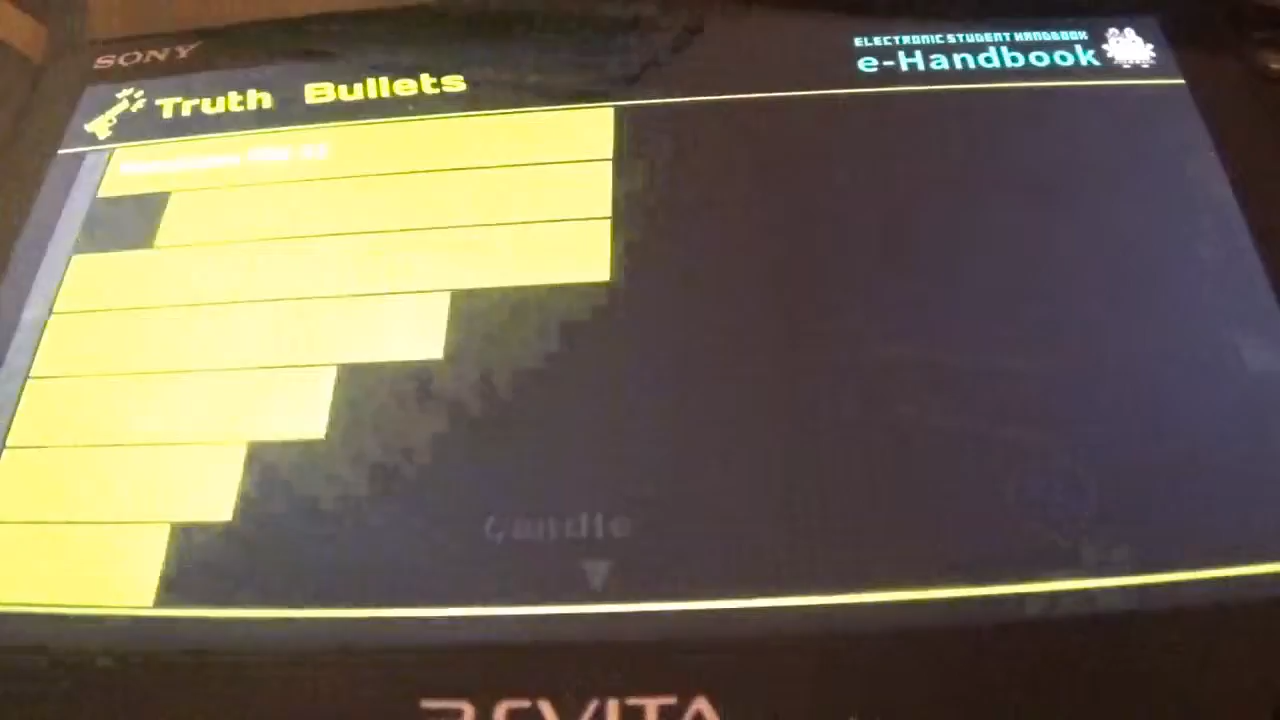 SONY
ELECTRONIC STUDENT HANDBOOK
e-Handbook
Truth Bullets
Candle
PSVITA